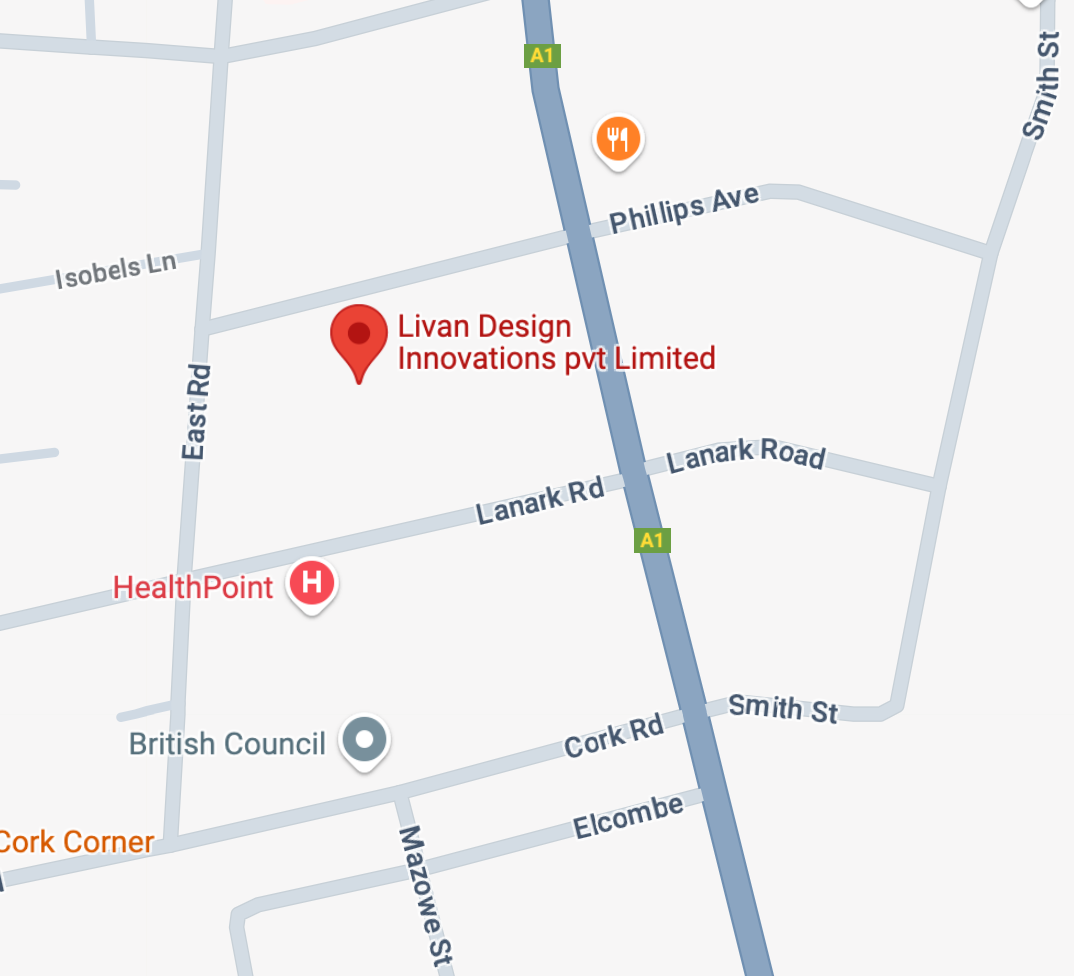 A1
Smith St
Phillips Ave
Isobels Ln
Livan Design
Innovations pvt Limited
East Rd
Lanark Road
Lanark Rd
A1
HealthPoint
H
Smith St
Cork Rd
British Council
Elcombe
Cork Corner
Mazowe St